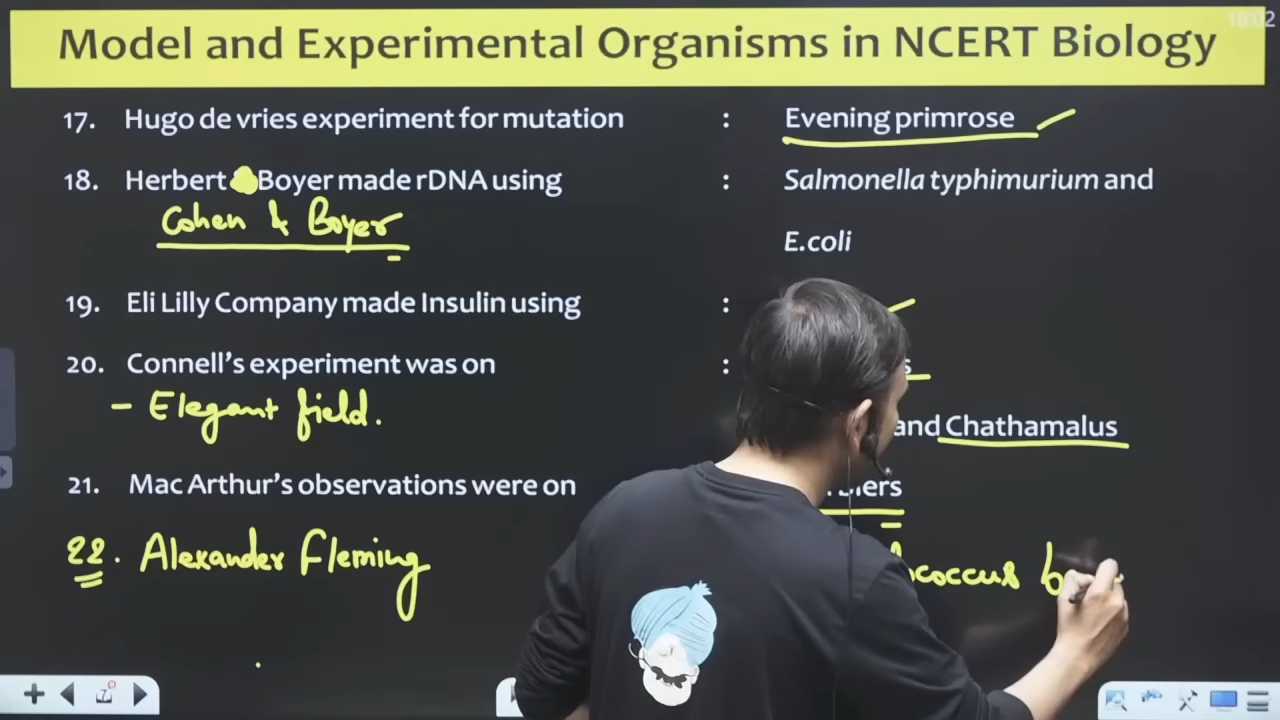 18:02
Model and Experimental Organisms in NCERT Biology
17. Hugo de vries experiment for mutation : Evening primrose
18. Herbert Boyer made rDNA using : Salmonella typhimurium and
Cohen & Boyer
E.coli
19. Eli Lilly Company made Insulin using :
20. Connell's experiment was on :
- Elegant field.
and Chathamalus
21. Mac Arthur's observations were on
22. Alexander Fleming